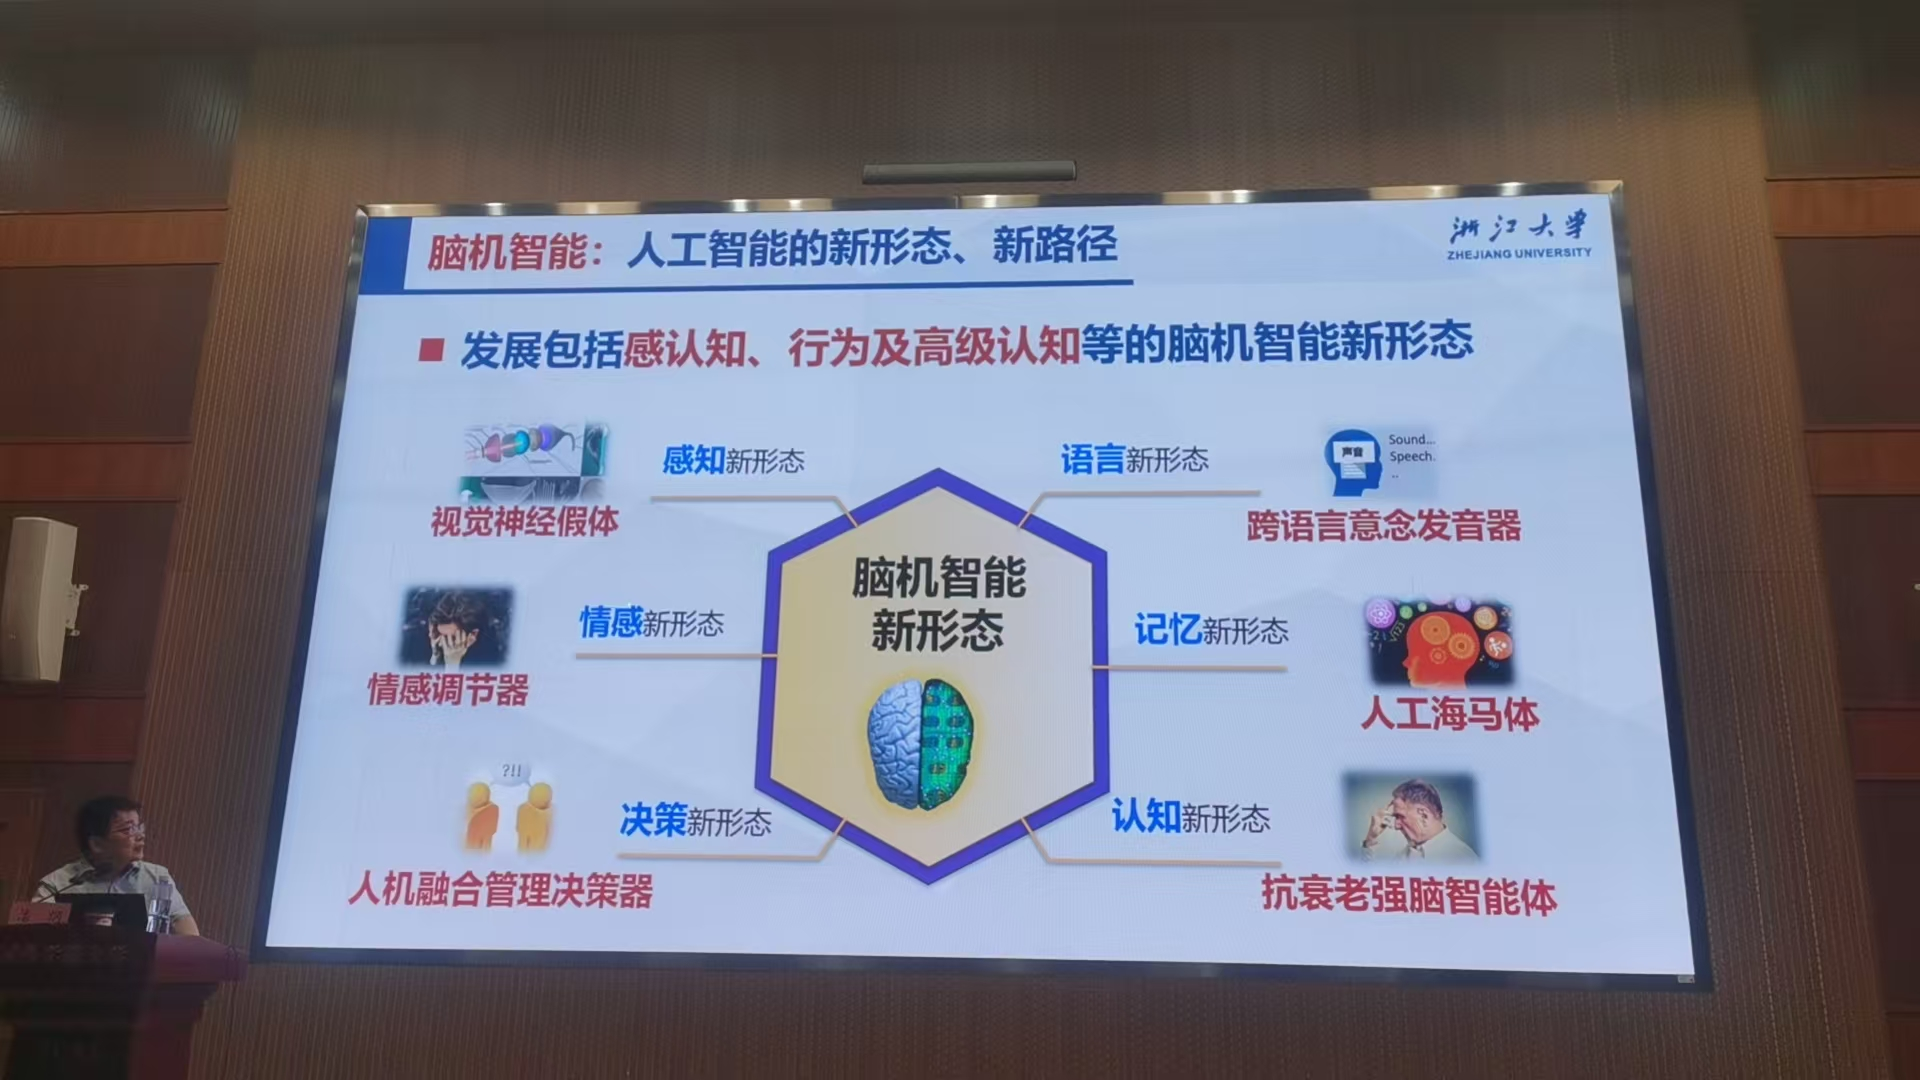 脑机智能：人工智能的新形态、新路径
浙江大学
ZHEJIANG UNIVERSITY
发展包括感认知、行为及高级认知等的脑机智能新形态
感知新形态
视觉神经假体
语言新形态
声音
Sound...
Speech.
..
跨语言意念发音器
情感新形态
情感调节器
脑机智能
新形态
记忆新形态
人工海马体
?!!
决策新形态
人机融合管理决策器
认知新形态
抗衰老强脑智能体